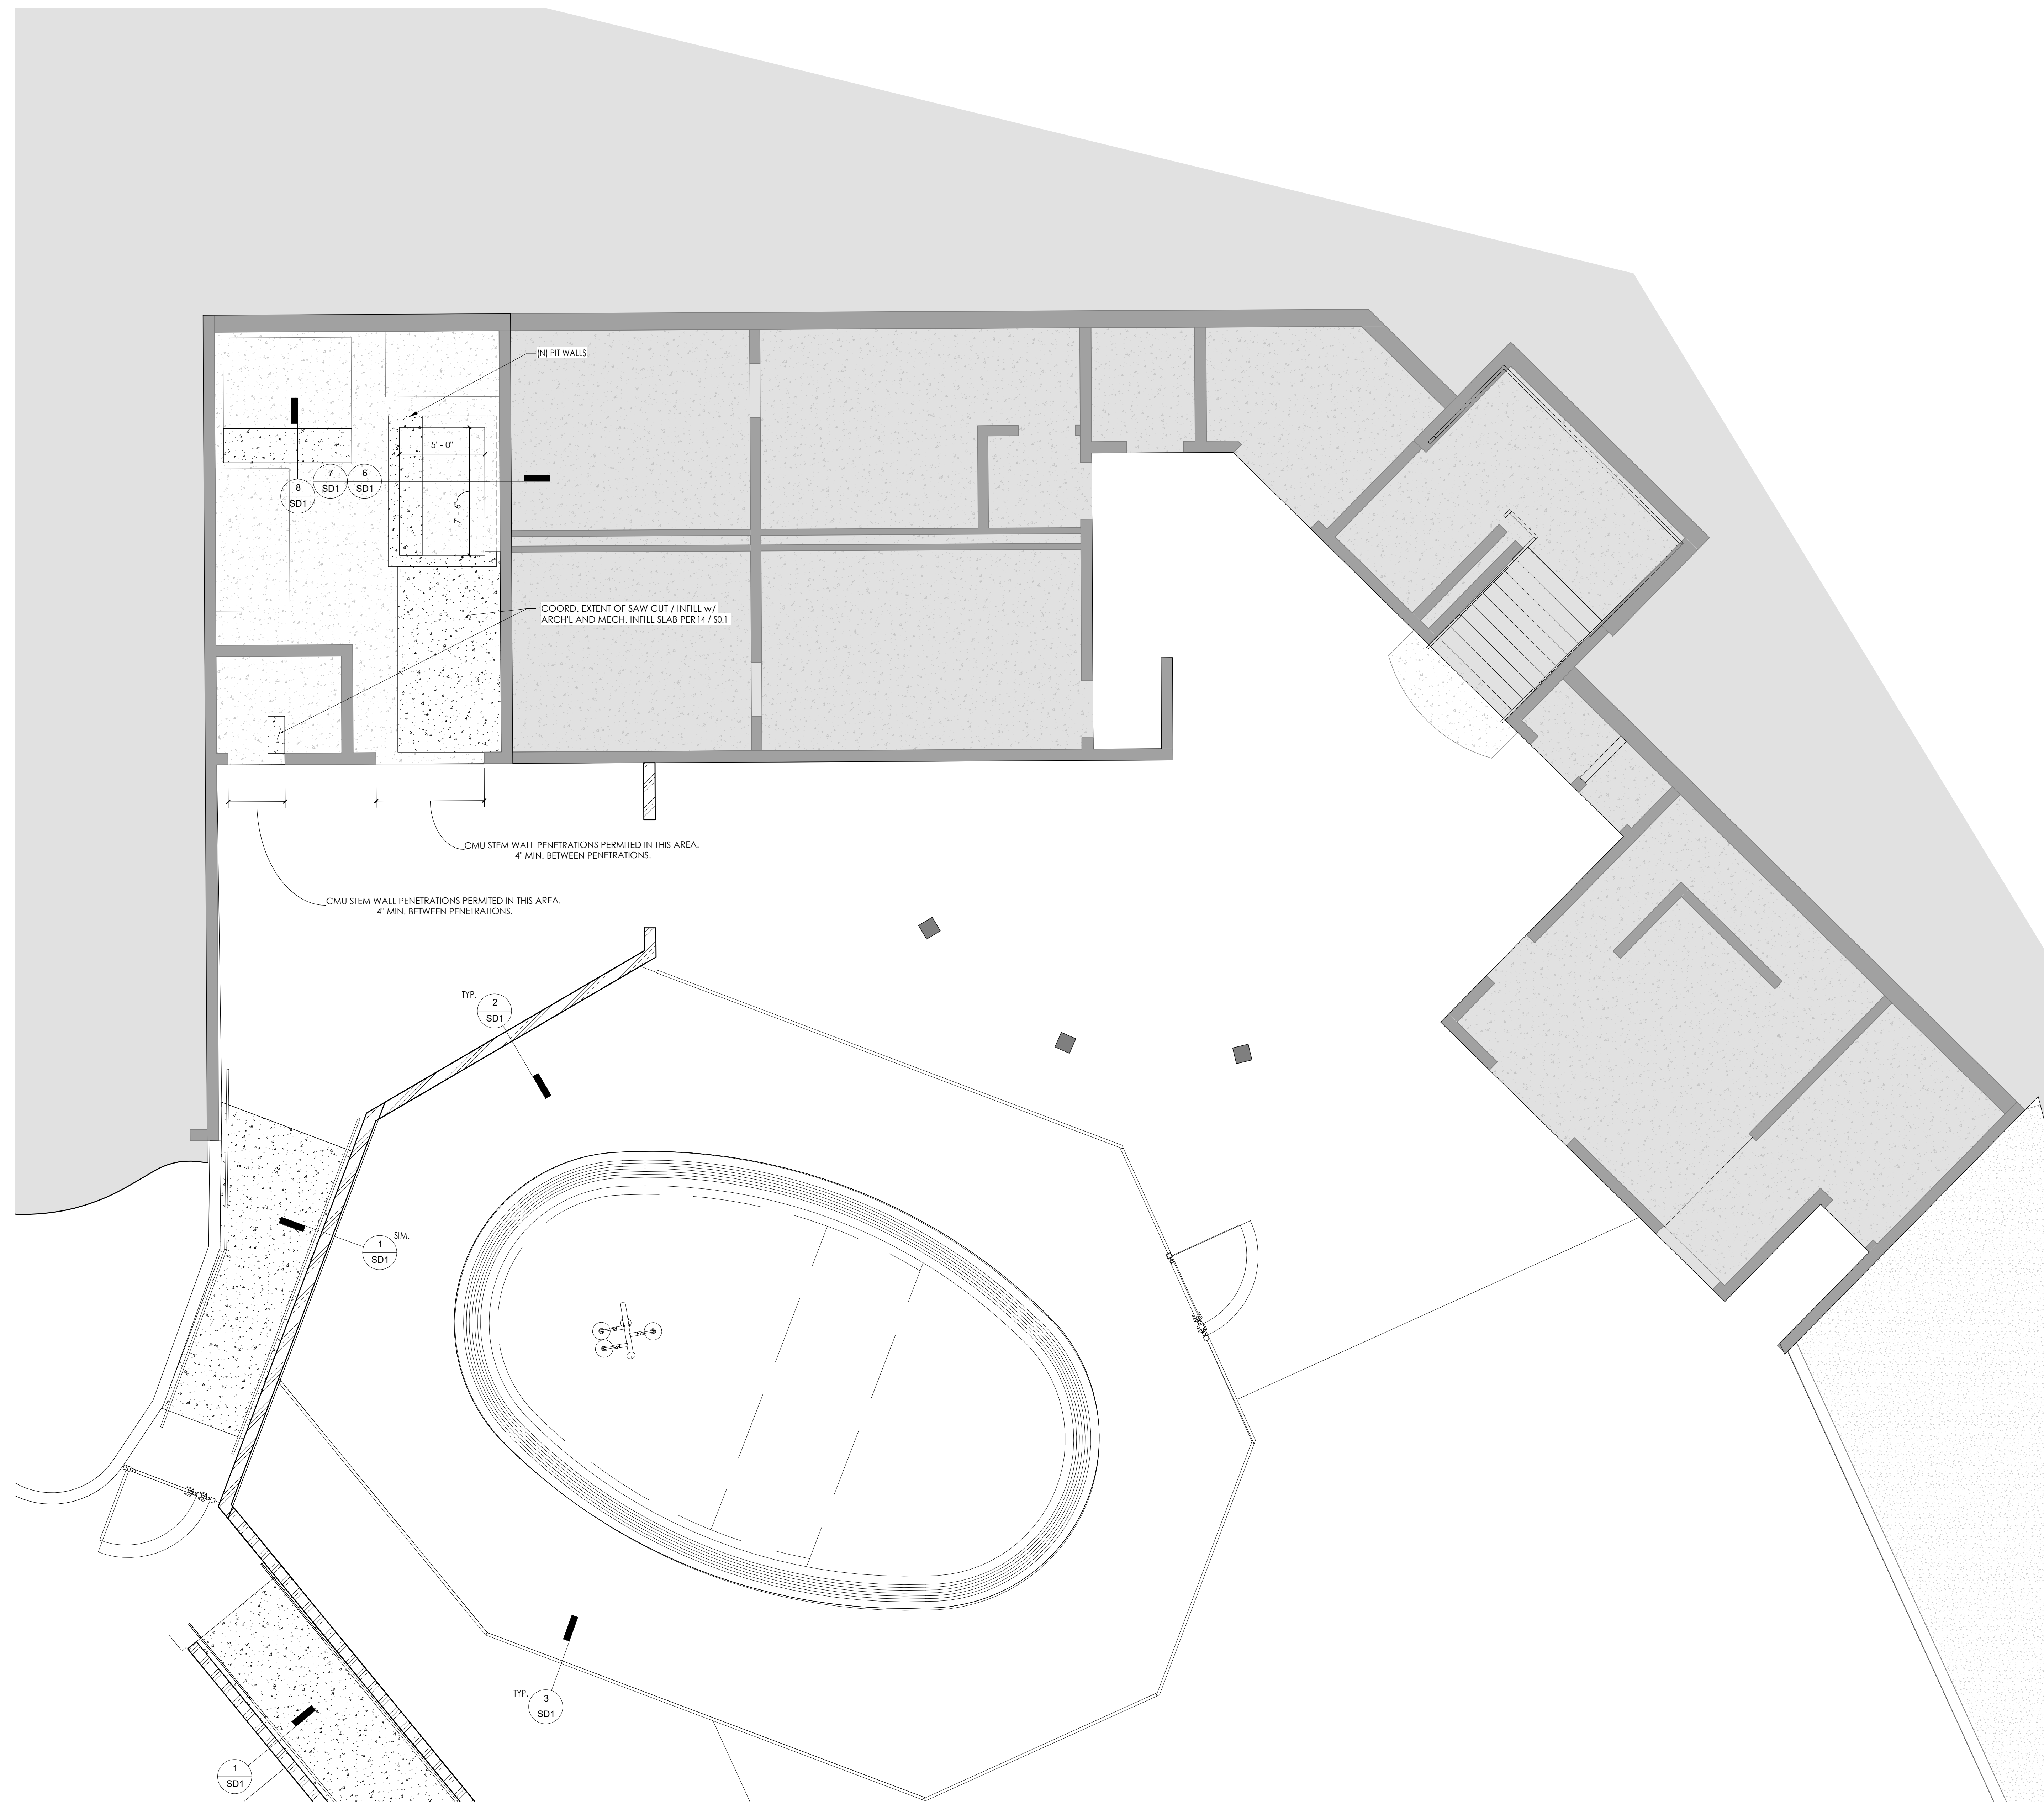 (N) PIT WALLS
5' - 0"
7' - 6"
7
SD1
6
SD1
8
SD1
COORD. EXTENT OF SAW CUT / INFILL w/
ARCH'L AND MECH. INFILL SLAB PER 14 / S0.1
CMU STEM WALL PENETRATIONS PERMITED IN THIS AREA.
4" MIN. BETWEEN PENETRATIONS.
CMU STEM WALL PENETRATIONS PERMITED IN THIS AREA.
4" MIN. BETWEEN PENETRATIONS.
TYP.
2
SD1
SIM.
1
SD1
TYP.
3
SD1
1
SD1